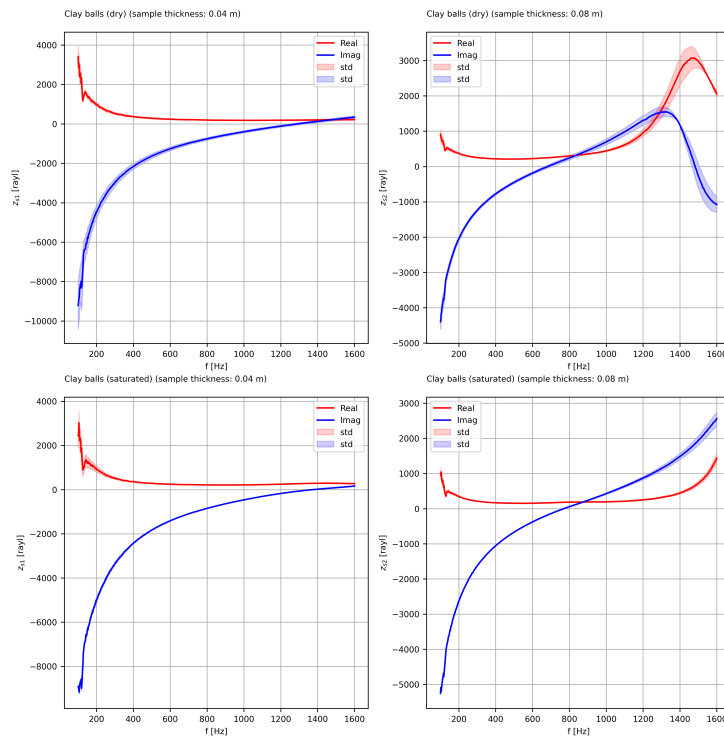 Clay balls (dry) (sample thickness: 0.04 m)
4000
2000
0
−2000
−4000
−6000
−8000
−10000
z_s1 [rayl]
Real
Imag
std
std
200 400 600 800 1000 1200 1400 1600
f [Hz]
Clay balls (dry) (sample thickness: 0.08 m)
3000
2000
1000
0
−1000
−2000
−3000
−4000
−5000
z_s2 [rayl]
Real
Imag
std
std
200 400 600 800 1000 1200 1400 1600
f [Hz]
Clay balls (saturated) (sample thickness: 0.04 m)
4000
2000
0
−2000
−4000
−6000
−8000
z_s1 [rayl]
Real
Imag
std
std
200 400 600 800 1000 1200 1400 1600
f [Hz]
Clay balls (saturated) (sample thickness: 0.08 m)
3000
2000
1000
0
−1000
−2000
−3000
−4000
−5000
z_s2 [rayl]
Real
Imag
std
std
200 400 600 800 1000 1200 1400 1600
f [Hz]